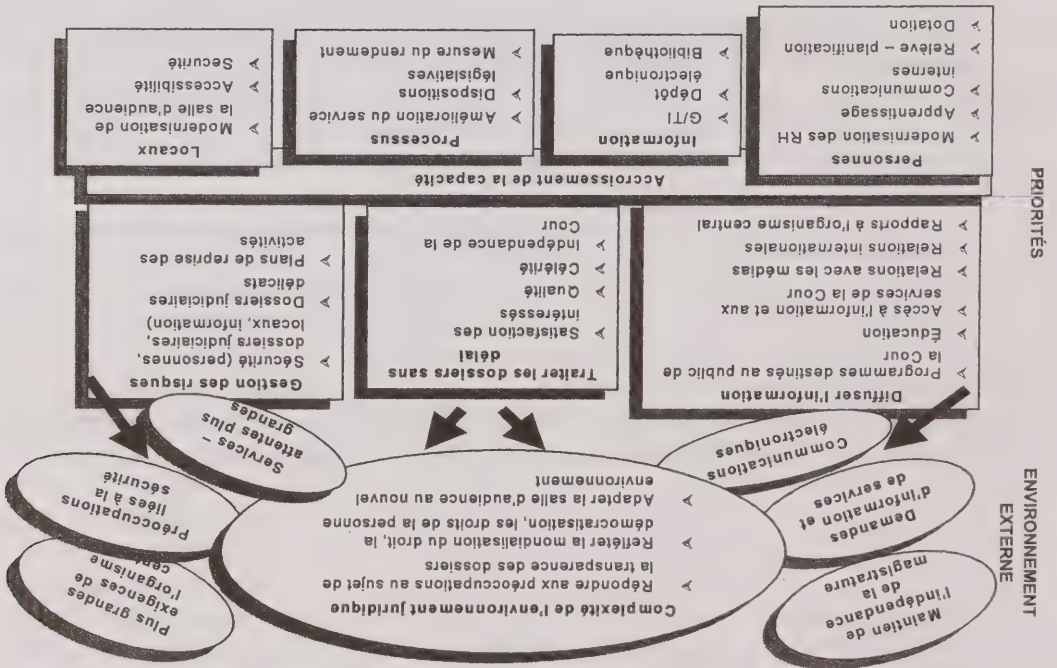 ENVIRONNEMENT
EXTERNE
Plus grandes
exigences de
l'organisme
Préoccupations
liées à la
sécurité
Services –
attentes plus
grandes
Complexité de l'environnement juridique
➤ Répondre aux préoccupations au sujet de
la transparence des dossiers
➤ Refléter la mondialisation du droit, la
démocratisation, les droits de la personne
➤ Adapter la salle d'audience au nouvel
environnement
Maintien de
l'indépendance
de la
magistrature
Demandes
d'information et
de services
Communications
électroniques
PRIORITÉS
Gestion des risques
➤ Sécurité (personnes,
dossiers judiciaires,
locaux, information)
➤ Dossiers judiciaires
délicats
➤ Plans de reprise des
activités
Traiter les dossiers sans
délai
➤ Satisfaction des
intéressés
➤ Qualité
➤ Célérité
➤ Indépendance de la
Cour
Diffuser l'information
➤ Programmes destinés au public de
la Cour
➤ Éducation
➤ Accès à l'information et aux
services de la Cour
➤ Relations avec les médias
➤ Relations internationales
➤ Rapports à l'organisme central
Accroissement de la capacité
Locaux
➤ Modernisation de
la salle d'audience
➤ Accessibilité
➤ Sécurité
Processus
➤ Amélioration du service
➤ Dispositions
législatives
➤ Mesure du rendement
Information
➤ G/TI
➤ Dépôt
électronique
➤ Bibliothèque
Personnes
➤ Modernisation des RH
➤ Apprentissage
➤ Communications
internes
➤ Relève – planification
➤ Dotation